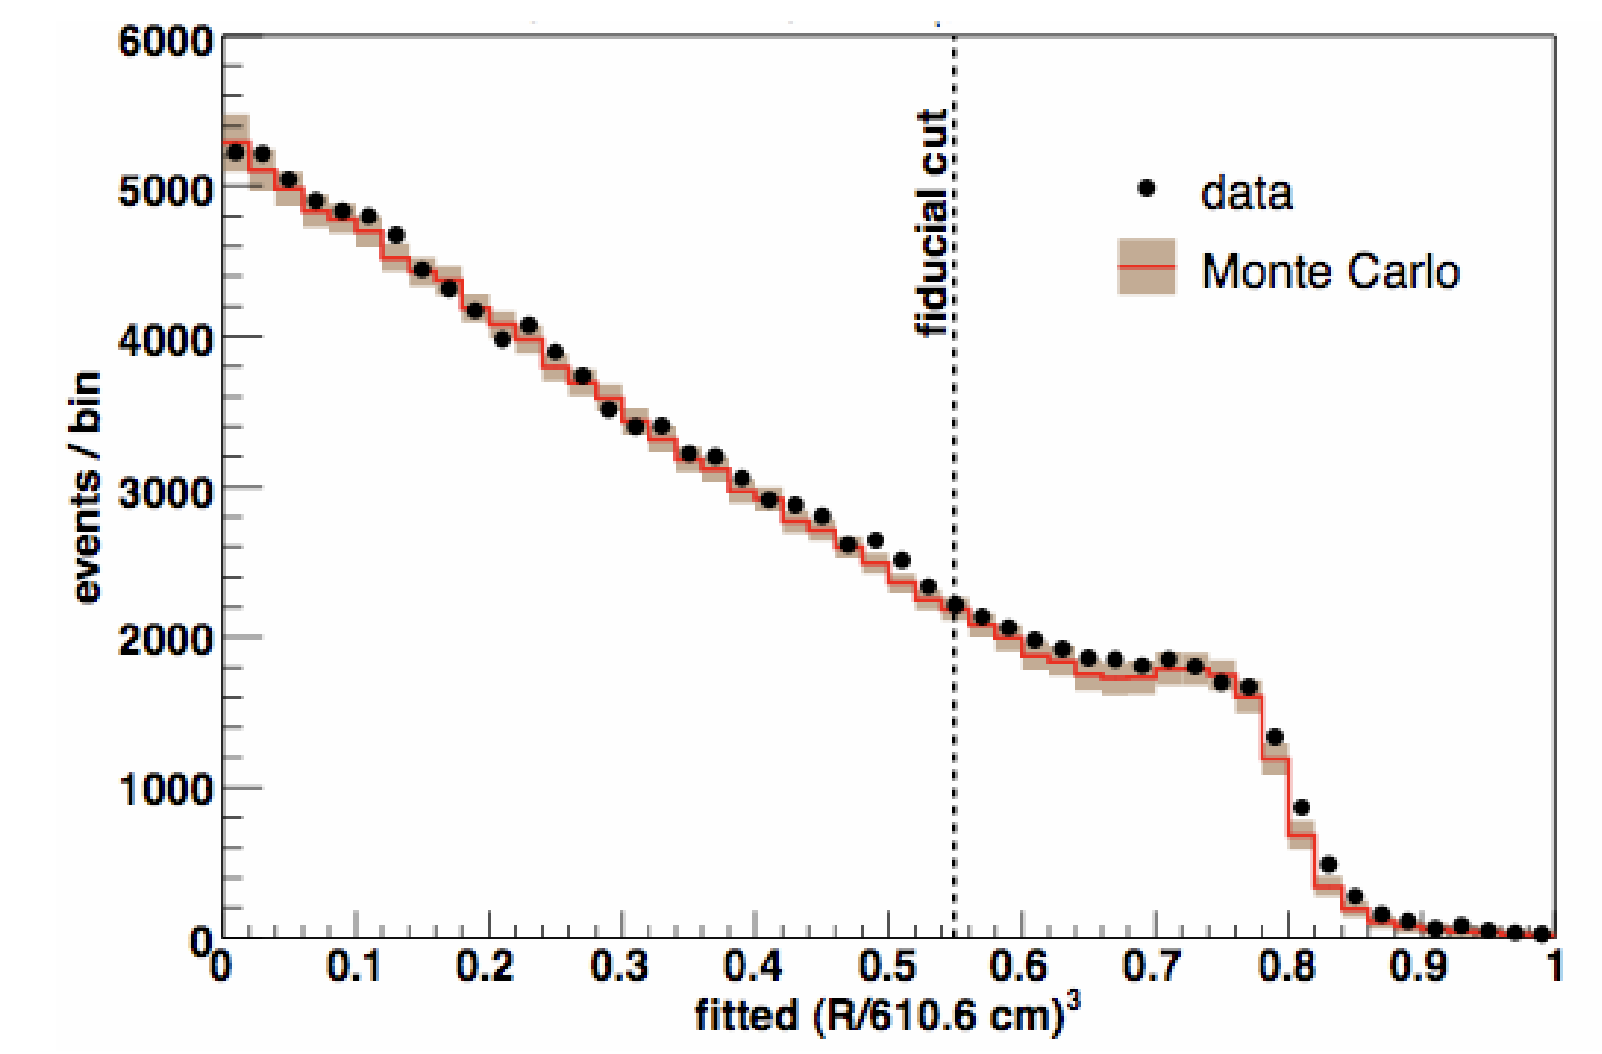 6000
5000
4000
3000
2000
1000
0
events / bin
fiducial cut
data
Monte Carlo
0 0.1 0.2 0.3 0.4 0.5 0.6 0.7 0.8 0.9 1
fitted (R/610.6 cm)³